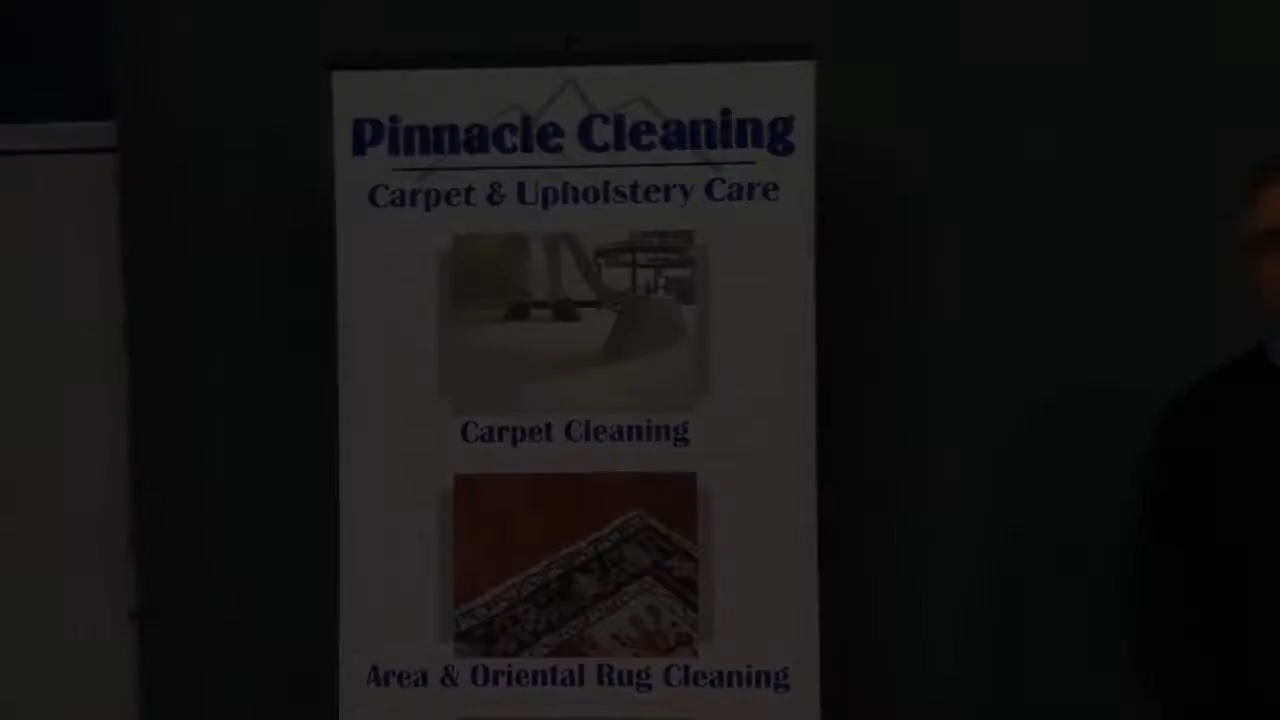 Pinnacle Cleaning
Carpet & Upholstery Care
Carpet Cleaning
Area & Oriental Rug Cleaning